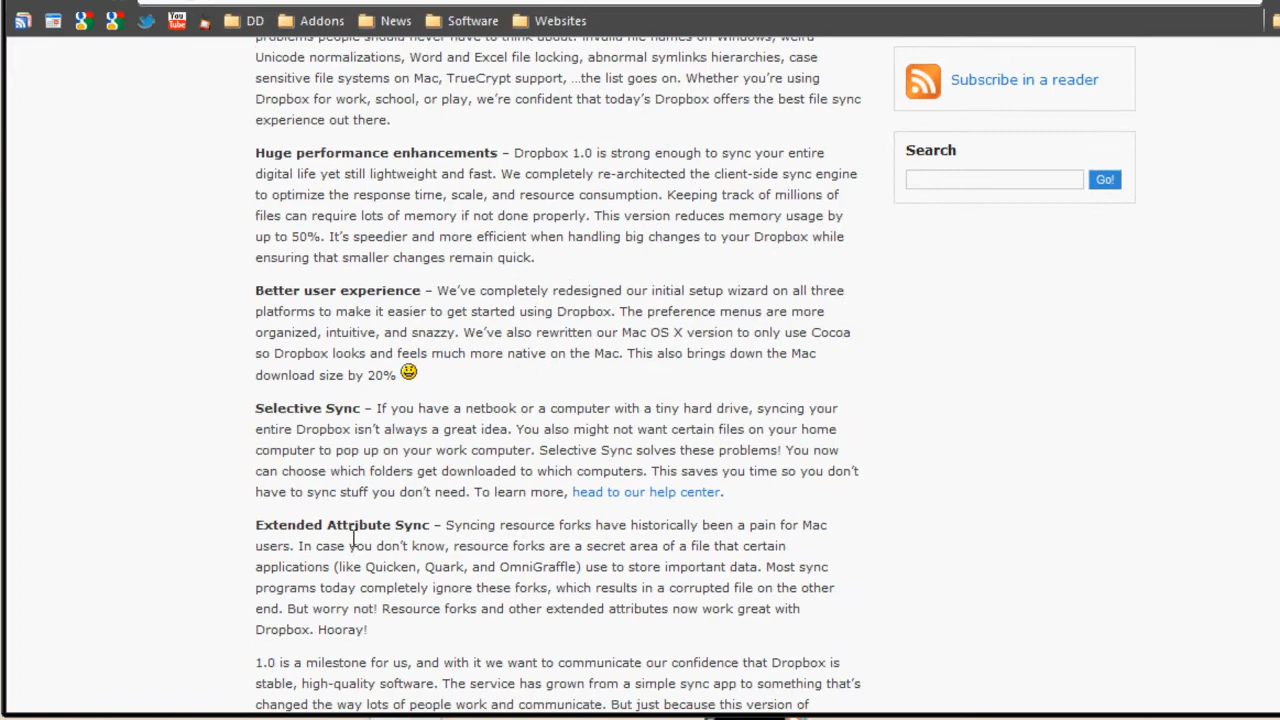 You
Tube
DD
Addons
News
Software
Websites
problems people should never have to think about. Invalid file names on Windows, weird
Unicode normalizations, Word and Excel file locking, abnormal symlinks hierarchies, case
sensitive file systems on Mac, TrueCrypt support, …the list goes on. Whether you’re using
Dropbox for work, school, or play, we’re confident that today’s Dropbox offers the best file sync
experience out there.
Huge performance enhancements – Dropbox 1.0 is strong enough to sync your entire
digital life yet still lightweight and fast. We completely re-architected the client-side sync engine
to optimize the response time, scale, and resource consumption. Keeping track of millions of
files can require lots of memory if not done properly. This version reduces memory usage by
up to 50%. It’s speedier and more efficient when handling big changes to your Dropbox while
ensuring that smaller changes remain quick.
Better user experience – We’ve completely redesigned our initial setup wizard on all three
platforms to make it easier to get started using Dropbox. The preference menus are more
organized, intuitive, and snazzy. We’ve also rewritten our Mac OS X version to only use Cocoa
so Dropbox looks and feels much more native on the Mac. This also brings down the Mac
download size by 20%
Selective Sync – If you have a netbook or a computer with a tiny hard drive, syncing your
entire Dropbox isn’t always a great idea. You also might not want certain files on your home
computer to pop up on your work computer. Selective Sync solves these problems! You now
can choose which folders get downloaded to which computers. This saves you time so you don’t
have to sync stuff you don’t need. To learn more, head to our help center.
Extended Attribute Sync – Syncing resource forks have historically been a pain for Mac
users. In case you don’t know, resource forks are a secret area of a file that certain
applications (like Quicken, Quark, and OmniGraffle) use to store important data. Most sync
programs today completely ignore these forks, which results in a corrupted file on the other
end. But worry not! Resource forks and other extended attributes now work great with
Dropbox. Hooray!
1.0 is a milestone for us, and with it we want to communicate our confidence that Dropbox is
stable, high-quality software. The service has grown from a simple sync app to something that’s
changed the way lots of people work and communicate. But just because this version of
Subscribe in a reader
Search
Go!